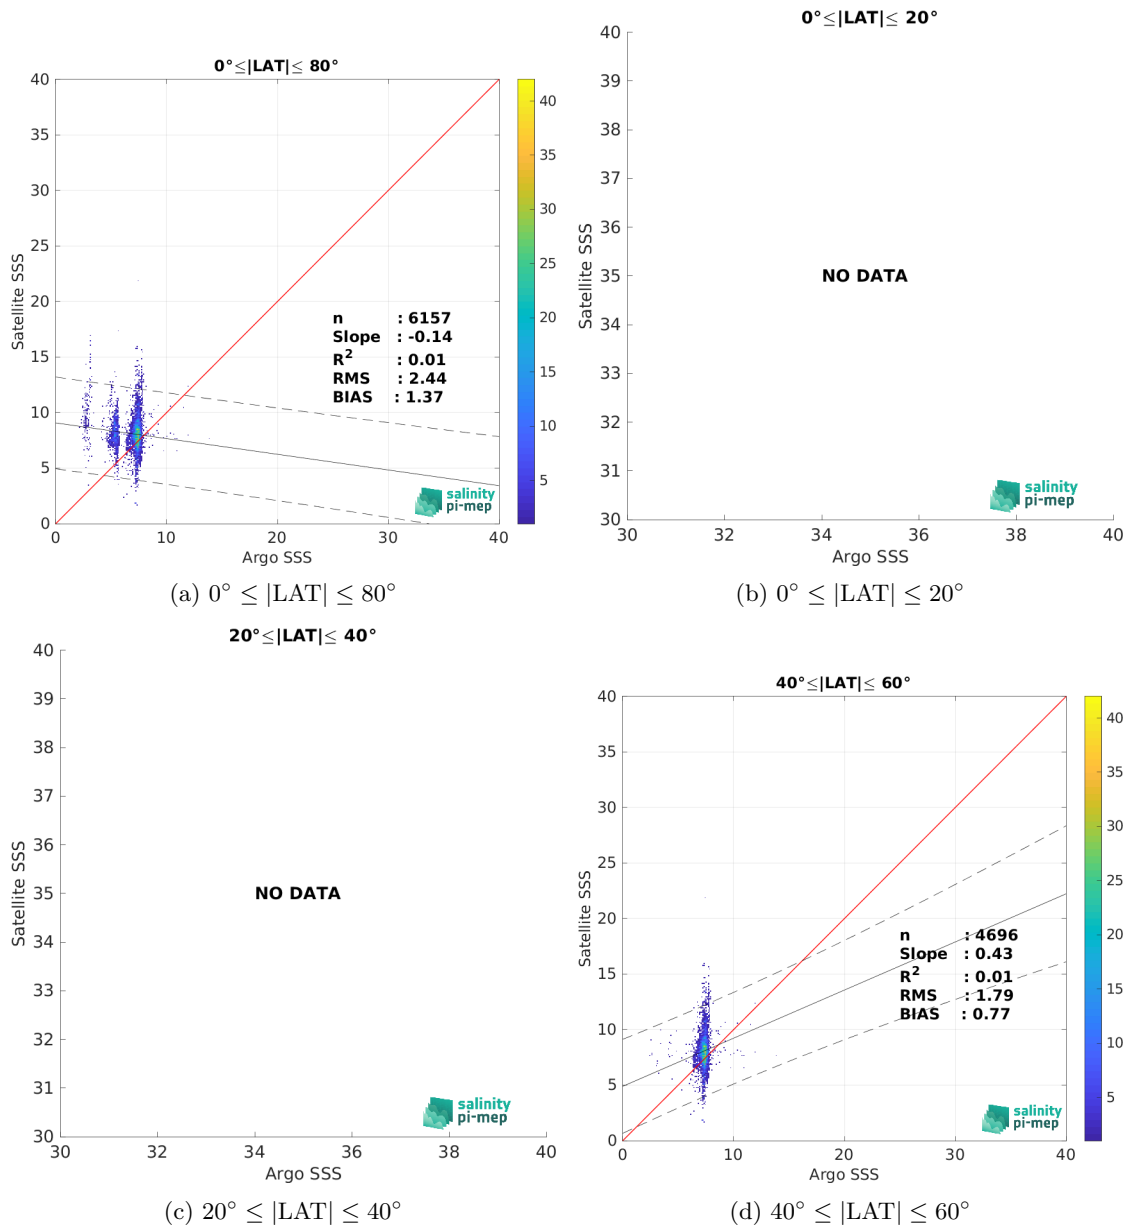 0°≤|LAT|≤ 80°
40
35
30
25
20
15
10
5
0
Satellite SSS
0
10
20
30
40
Argo SSS
40
35
30
25
20
15
10
5
n : 6157
Slope : -0.14
R² : 0.01
RMS : 2.44
BIAS : 1.37
salinity
pi-mep
(a) 0° ≤ |LAT| ≤ 80°
0°≤|LAT|≤ 20°
40
39
38
37
36
35
34
33
32
31
30
Satellite SSS
NO DATA
salinity
pi-mep
30
32
34
36
38
40
Argo SSS
(b) 0° ≤ |LAT| ≤ 20°
20°≤|LAT|≤ 40°
40
39
38
37
36
35
34
33
32
31
30
Satellite SSS
NO DATA
salinity
pi-mep
30
32
34
36
38
40
Argo SSS
(c) 20° ≤ |LAT| ≤ 40°
40°≤|LAT|≤ 60°
40
35
30
25
20
15
10
5
0
Satellite SSS
0
10
20
30
40
Argo SSS
40
35
30
25
20
15
10
5
n : 4696
Slope : 0.43
R² : 0.01
RMS : 1.79
BIAS : 0.77
salinity
pi-mep
(d) 40° ≤ |LAT| ≤ 60°